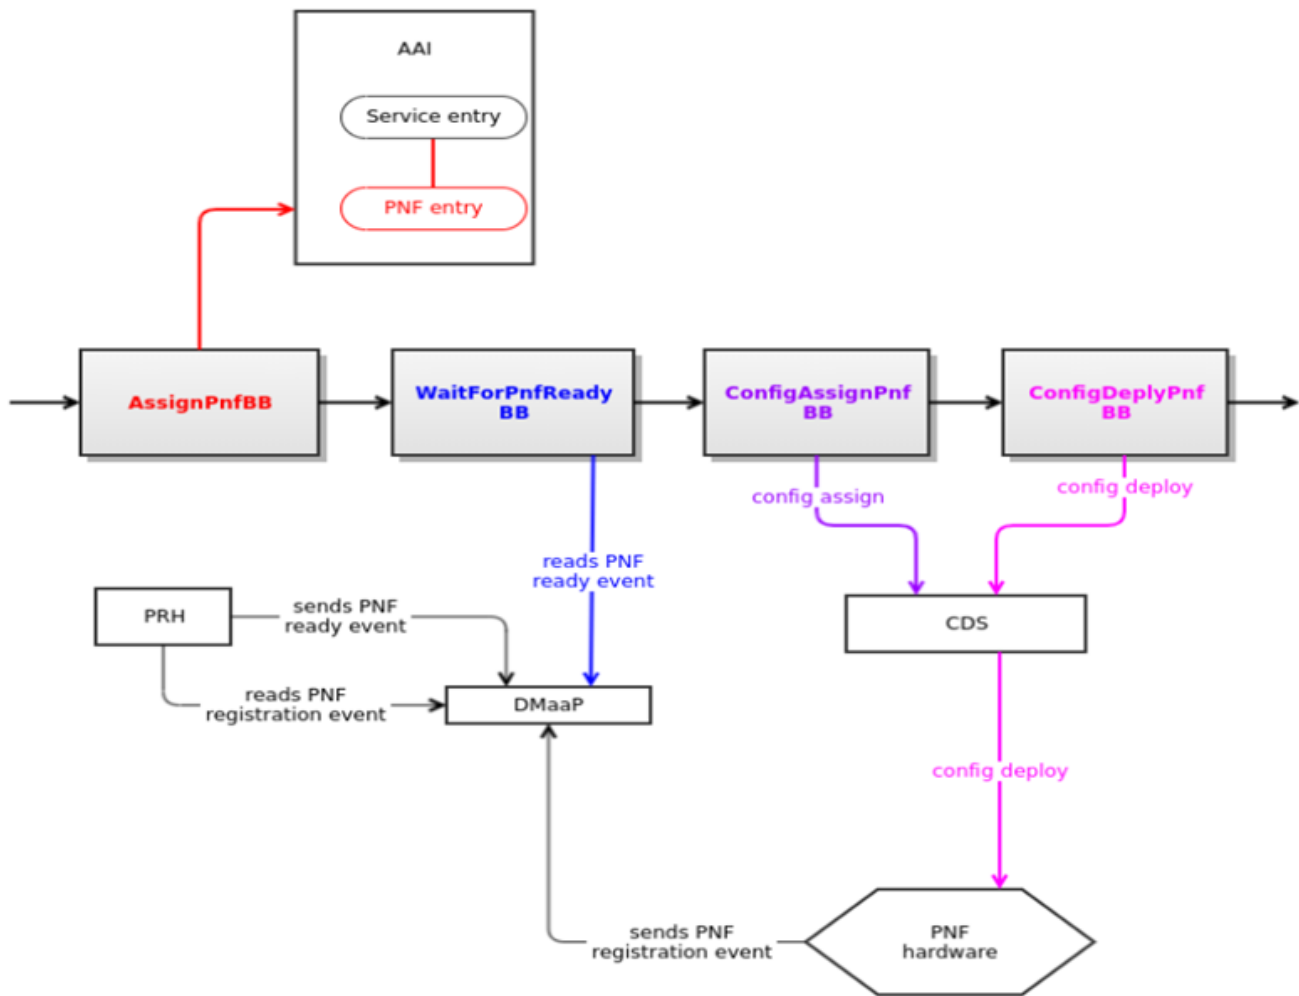 AAI
Service entry
PNF entry
AssignPnfBB
WaitForPnfReady
BB
ConfigAssignPnf
BB
ConfigDeplyPnf
BB
config assign
config deploy
reads PNF
ready event
PRH
sends PNF
ready event
CDS
reads PNF
registration event
DMaaP
config deploy
sends PNF
registration event
PNF
hardware